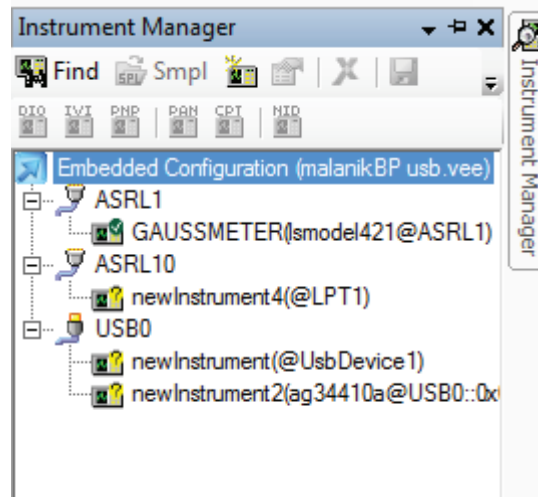 Instrument Manager
Find Smpl
DIO IVI PNP PAN CPT NID
Embedded Configuration (malanikBP usb.vee)
ASRL1
GAUSSMETER(lsmodel421@ASRL1)
ASRL10
newInstrument4(@LPT1)
USB0
newInstrument(@UsbDevice1)
newInstrument2(ag34410a@USB0::0x
Instrument Manager